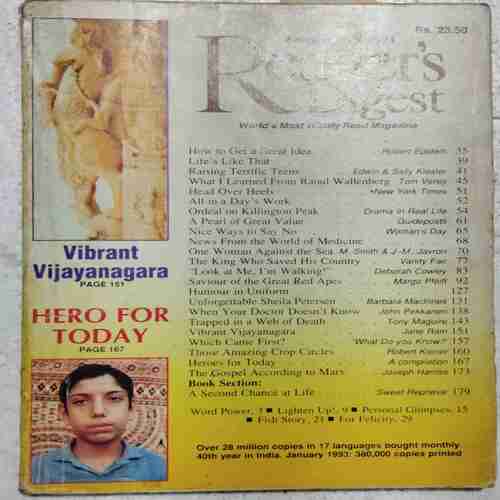 Rs. 23.50
Reader's
Digest
World's Most Widely Read Magazine
How to Get a Great Idea Robert Epstein 35
Life's Like That 39
Raising Terrific Teens Edwin & Sally Kiester 41
What I Learned From Raoul Wallenberg Tom Veres 45
Head Over Heels New York Times 51
All in a Day's Work 52
Ordeal on Killington Peak Drama in Real Life 54
A Pearl of Great Value Guideposts 61
Nice Ways to Say No Woman's Day 65
News From the World of Medicine 68
One Woman Against the Sea M. Smith & J-M. Javron 70
The King Who Saved His Country Vanity Fair 77
"Look at Me, I'm Walking!" Deborah Cowley 83
Saviour of the Great Red Apes Margo Pfeiff 92
Humour in Uniform 127
Unforgettable Sheila Petersen Barbara MacInnes 131
When Your Doctor Doesn't Know John Pekkanen 138
Trapped in a Web of Death Tony Maguire 143
Vibrant Vijayanagara Jane Ram 151
Which Came First? "What Do you Know?" 157
Those Amazing Crop Circles Robert Kiener 160
Heroes for Today A compilation 167
The Gospel According to Marx Joseph Harriss 173
Book Section:
A Second Chance at Life Sweet Reprieve 179
Word Power, 7 ■ Lighten Up!, 9 ■ Personal Glimpses, 15
■ Fish Story, 21 ■ For Felicity, 29
Over 28 million copies in 17 languages bought monthly
40th year in India. January 1993: 380,000 copies printed
Vibrant
Vijayanagara
PAGE 151
HERO FOR
TODAY
PAGE 167